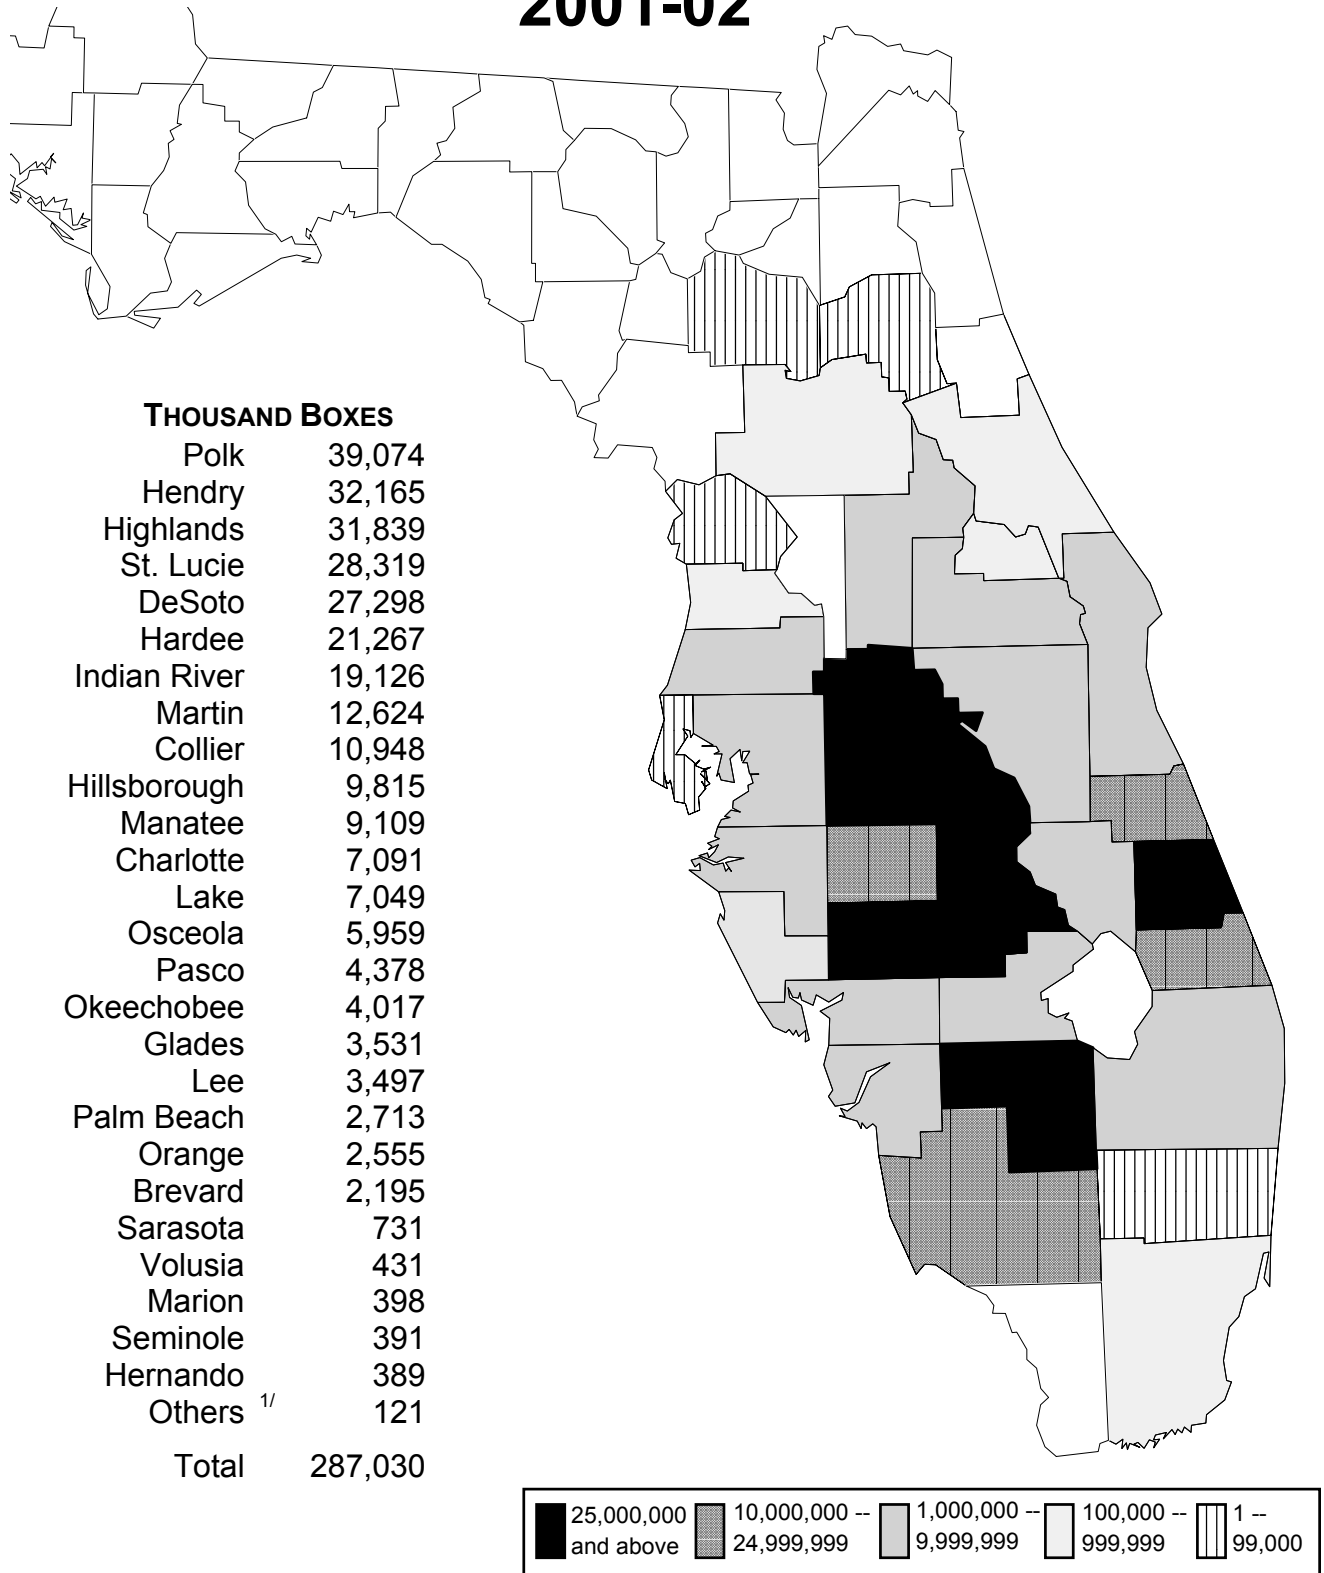 2001-02
THOUSAND BOXES
Polk 39,074
Hendry 32,165
Highlands 31,839
St. Lucie 28,319
DeSoto 27,298
Hardee 21,267
Indian River 19,126
Martin 12,624
Collier 10,948
Hillsborough 9,815
Manatee 9,109
Charlotte 7,091
Lake 7,049
Osceola 5,959
Pasco 4,378
Okeechobee 4,017
Glades 3,531
Lee 3,497
Palm Beach 2,713
Orange 2,555
Brevard 2,195
Sarasota 731
Volusia 431
Marion 398
Seminole 391
Hernando 389
Others 1/ 121
Total 287,030
25,000,000
and above
10,000,000 --
24,999,999
1,000,000 --
9,999,999
100,000 --
999,999
1 --
99,000